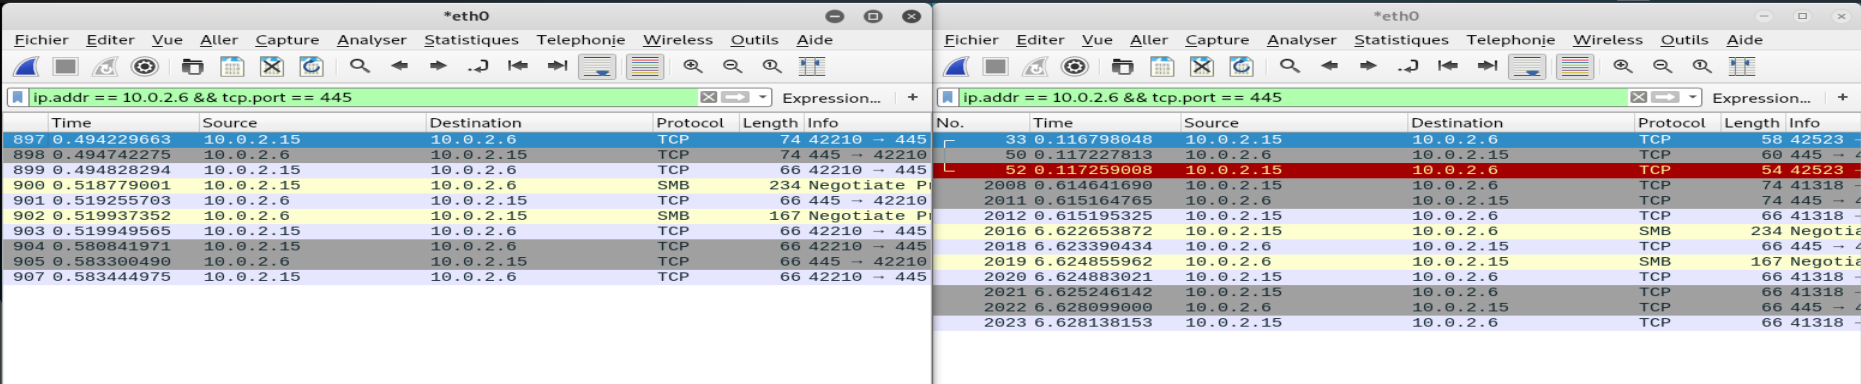 *eth0
Fichier Editer Vue Aller Capture Analyser Statistiques Telephonie Wireless Outils Aide
ip.addr == 10.0.2.6 && tcp.port == 445 Expression... +
Time Source Destination Protocol Length Info
897 0.494229663 10.0.2.15 10.0.2.6 TCP 74 42210 → 445
898 0.494742275 10.0.2.6 10.0.2.15 TCP 74 445 → 42210
899 0.494828294 10.0.2.15 10.0.2.6 TCP 66 42210 → 445
900 0.518779001 10.0.2.15 10.0.2.6 SMB 234 Negotiate P
901 0.519255703 10.0.2.6 10.0.2.15 TCP 66 445 → 42210
902 0.519937352 10.0.2.6 10.0.2.15 SMB 167 Negotiate P
903 0.519949565 10.0.2.15 10.0.2.6 TCP 66 42210 → 445
904 0.580841971 10.0.2.15 10.0.2.6 TCP 66 42210 → 445
905 0.583300490 10.0.2.6 10.0.2.15 TCP 66 445 → 42210
907 0.583444975 10.0.2.15 10.0.2.6 TCP 66 42210 → 445
*eth0
Fichier Editer Vue Aller Capture Analyser Statistiques Telephonie Wireless Outils Aide
ip.addr == 10.0.2.6 && tcp.port == 445 Expression... +
No. Time Source Destination Protocol Length Info
33 0.116798048 10.0.2.15 10.0.2.6 TCP 58 42523
50 0.117227813 10.0.2.6 10.0.2.15 TCP 60 445 → 4
52 0.117259008 10.0.2.15 10.0.2.6 TCP 54 42523
2008 0.614641690 10.0.2.15 10.0.2.6 TCP 74 41318
2011 0.615164765 10.0.2.6 10.0.2.15 TCP 74 445 → 4
2012 0.615195325 10.0.2.15 10.0.2.6 TCP 66 41318
2016 6.622653872 10.0.2.15 10.0.2.6 SMB 234 Negotia
2018 6.623390434 10.0.2.6 10.0.2.15 TCP 66 445 → 4
2019 6.624855962 10.0.2.6 10.0.2.15 SMB 167 Negotia
2020 6.624883021 10.0.2.15 10.0.2.6 TCP 66 41318
2021 6.625246142 10.0.2.15 10.0.2.6 TCP 66 41318
2022 6.628099000 10.0.2.6 10.0.2.15 TCP 66 445 → 4
2023 6.628138153 10.0.2.15 10.0.2.6 TCP 66 41318